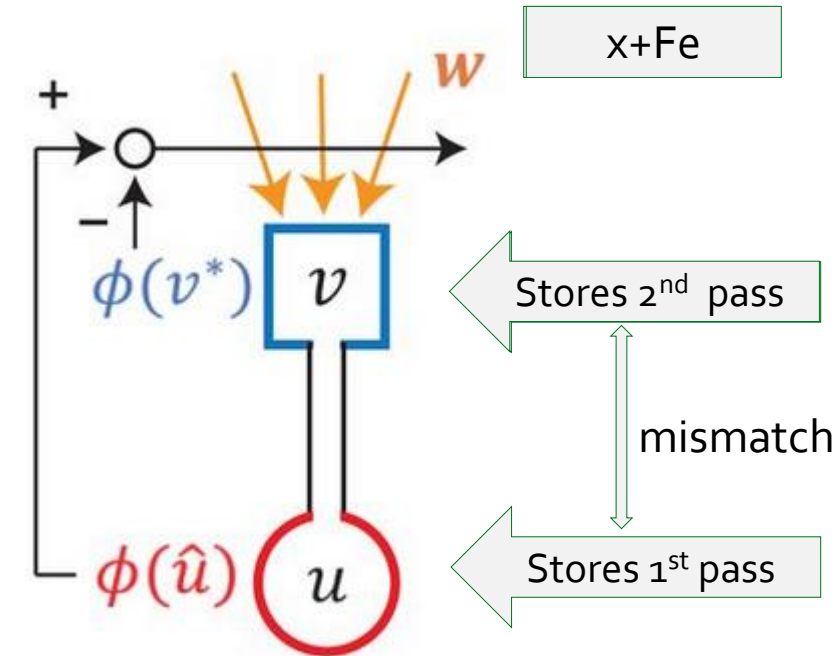 x+Fe
w
+
−
ϕ(v*)
v
Stores 2nd pass
mismatch
ϕ(û)
u
Stores 1st pass